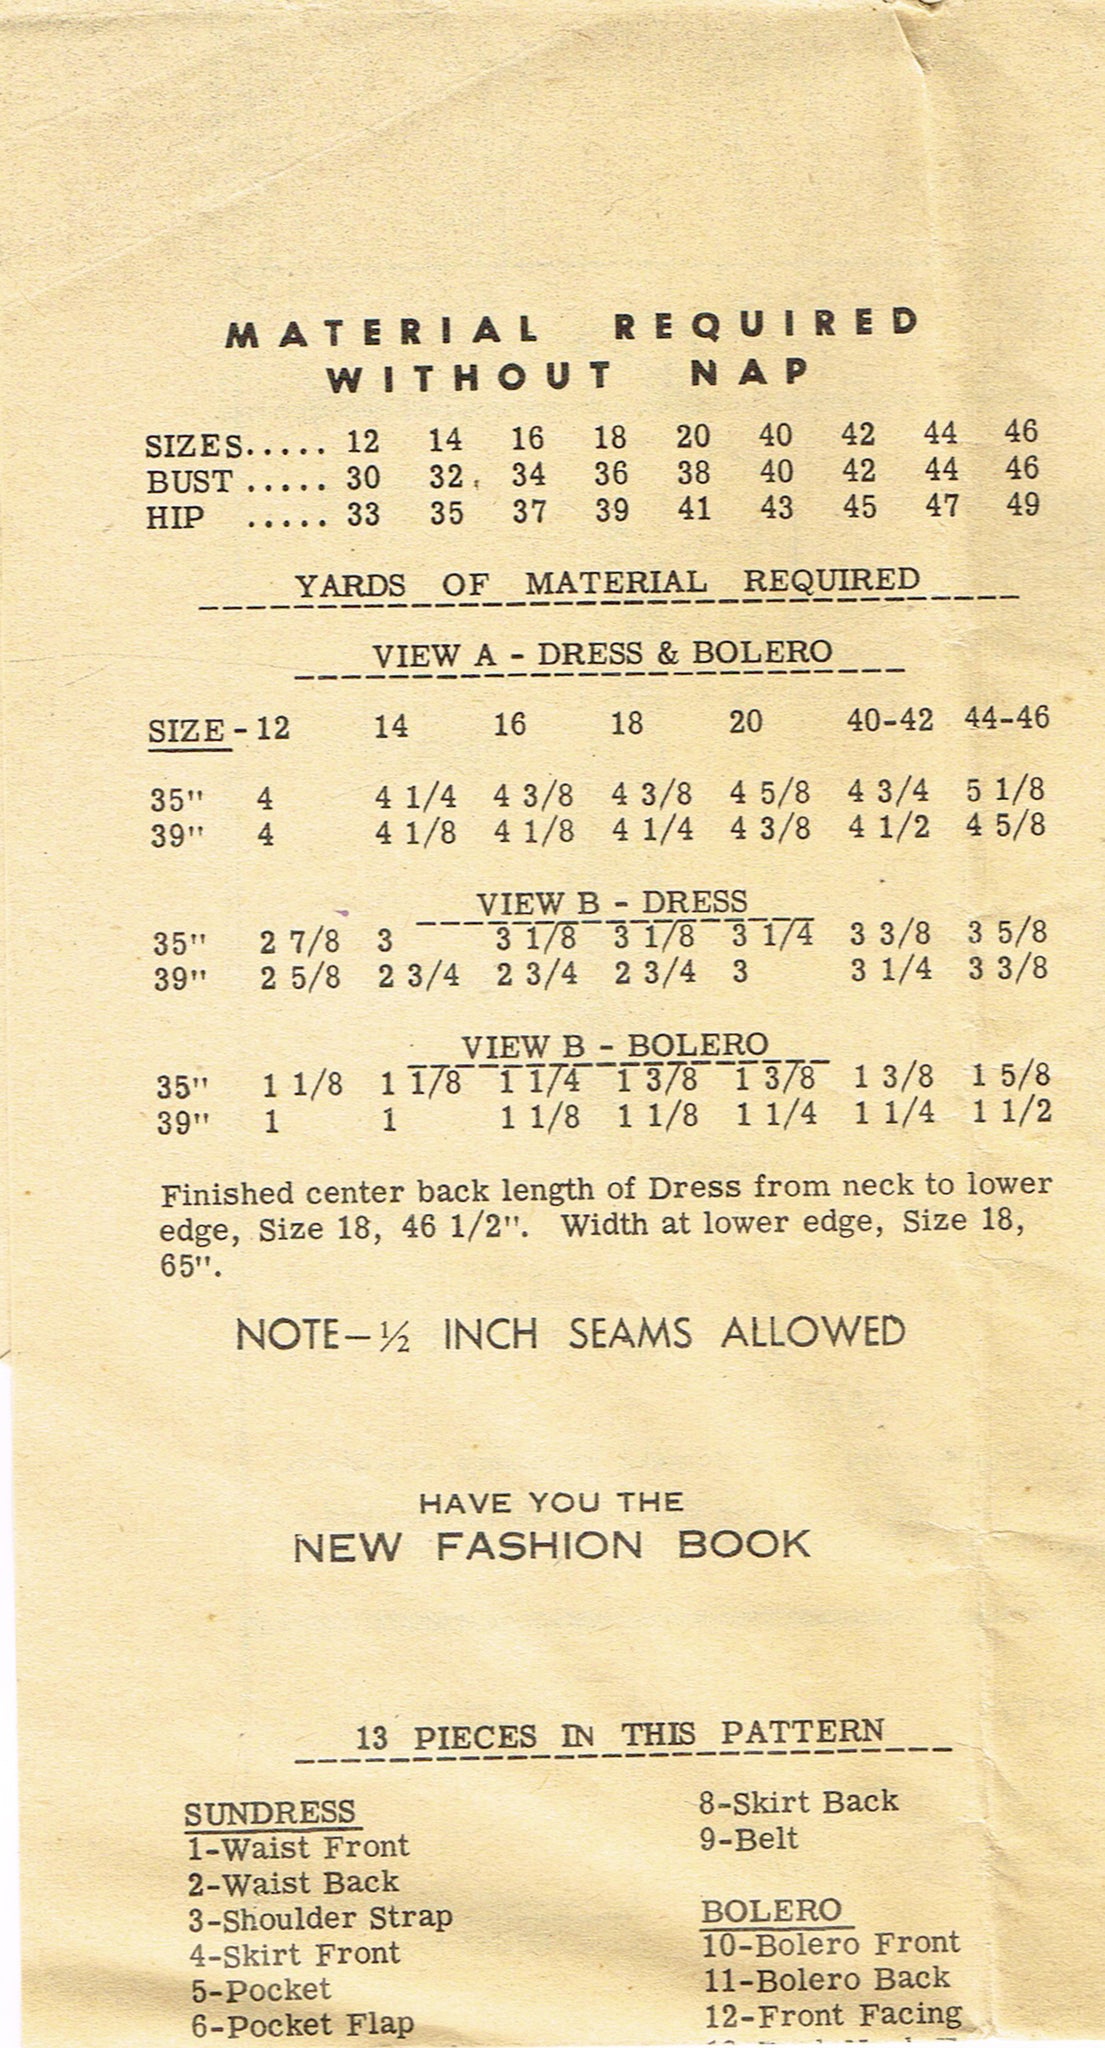 MATERIAL REQUIRED
WITHOUT NAP
SIZES..... 12 14 16 18 20 40 42 44 46
BUST ..... 30 32 34 36 38 40 42 44 46
HIP ..... 33 35 37 39 41 43 45 47 49
YARDS OF MATERIAL REQUIRED
VIEW A - DRESS & BOLERO
SIZE - 12 14 16 18 20 40-42 44-46
35" 4 4 1/4 4 3/8 4 3/8 4 5/8 4 3/4 5 1/8
39" 4 4 1/8 4 1/8 4 1/4 4 3/8 4 1/2 4 5/8
VIEW B - DRESS
35" 2 7/8 3 3 1/8 3 1/8 3 1/4 3 3/8 3 5/8
39" 2 5/8 2 3/4 2 3/4 2 3/4 3 3 1/4 3 3/8
VIEW B - BOLERO
35" 1 1/8 1 1/8 1 1/4 1 3/8 1 3/8 1 3/8 1 5/8
39" 1 1 1 1/8 1 1/8 1 1/4 1 1/4 1 1/2
Finished center back length of Dress from neck to lower
edge, Size 18, 46 1/2". Width at lower edge, Size 18,
65".
NOTE-½ INCH SEAMS ALLOWED
HAVE YOU THE
NEW FASHION BOOK
13 PIECES IN THIS PATTERN
SUNDRESS
1-Waist Front
2-Waist Back
3-Shoulder Strap
4-Skirt Front
5-Pocket
6-Pocket Flap
8-Skirt Back
9-Belt
BOLERO
10-Bolero Front
11-Bolero Back
12-Front Facing